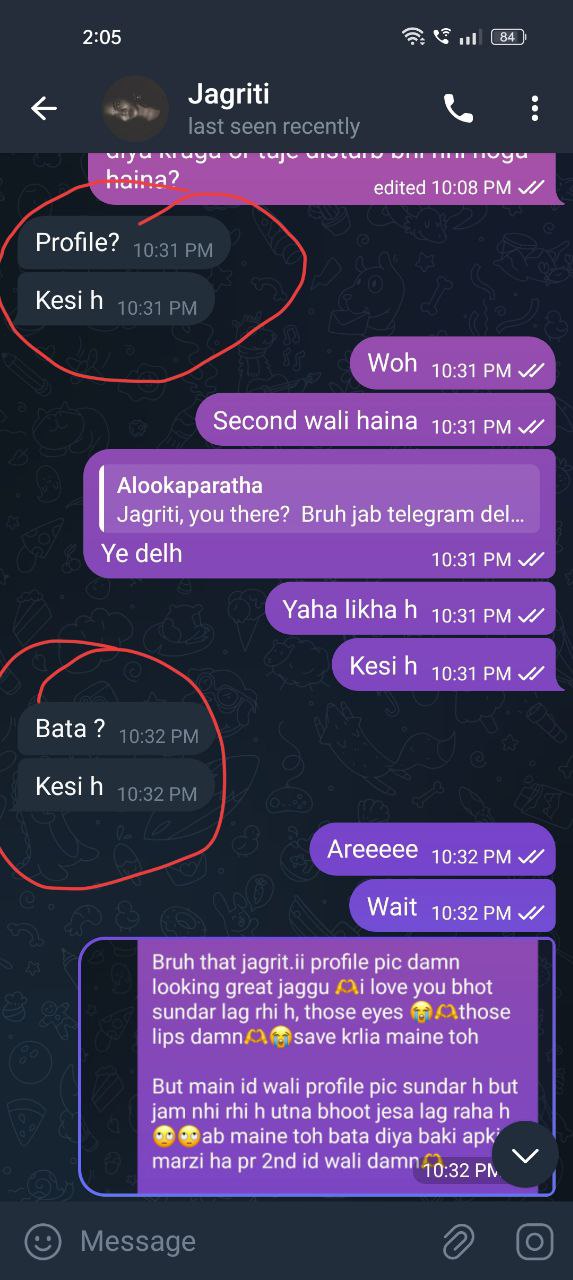 2:05
84
Jagriti
last seen recently
diya kruga or tuje disturb bhi nhi hoga
haina?
edited 10:08 PM
Profile? 10:31 PM
Kesi h 10:31 PM
Woh 10:31 PM
Second wali haina 10:31 PM
Alookaparatha
Jagriti, you there? Bruh jab telegram del...
Ye delh 10:31 PM
Yaha likha h 10:31 PM
Kesi h 10:31 PM
Bata ? 10:32 PM
Kesi h 10:32 PM
Areeeee 10:32 PM
Wait 10:32 PM
Bruh that jagrit.ii profile pic damn
looking great jaggu 🫶i love you bhot
sundar lag rhi h, those eyes 😭🫶those
lips damn🫶😭save krlia maine toh
But main id wali profile pic sundar h but
jam nhi rhi h utna bhoot jesa lag raha h
🙄🙄ab maine toh bata diya baki apki
marzi ha pr 2nd id wali damn🫶
10:32 PM
Message